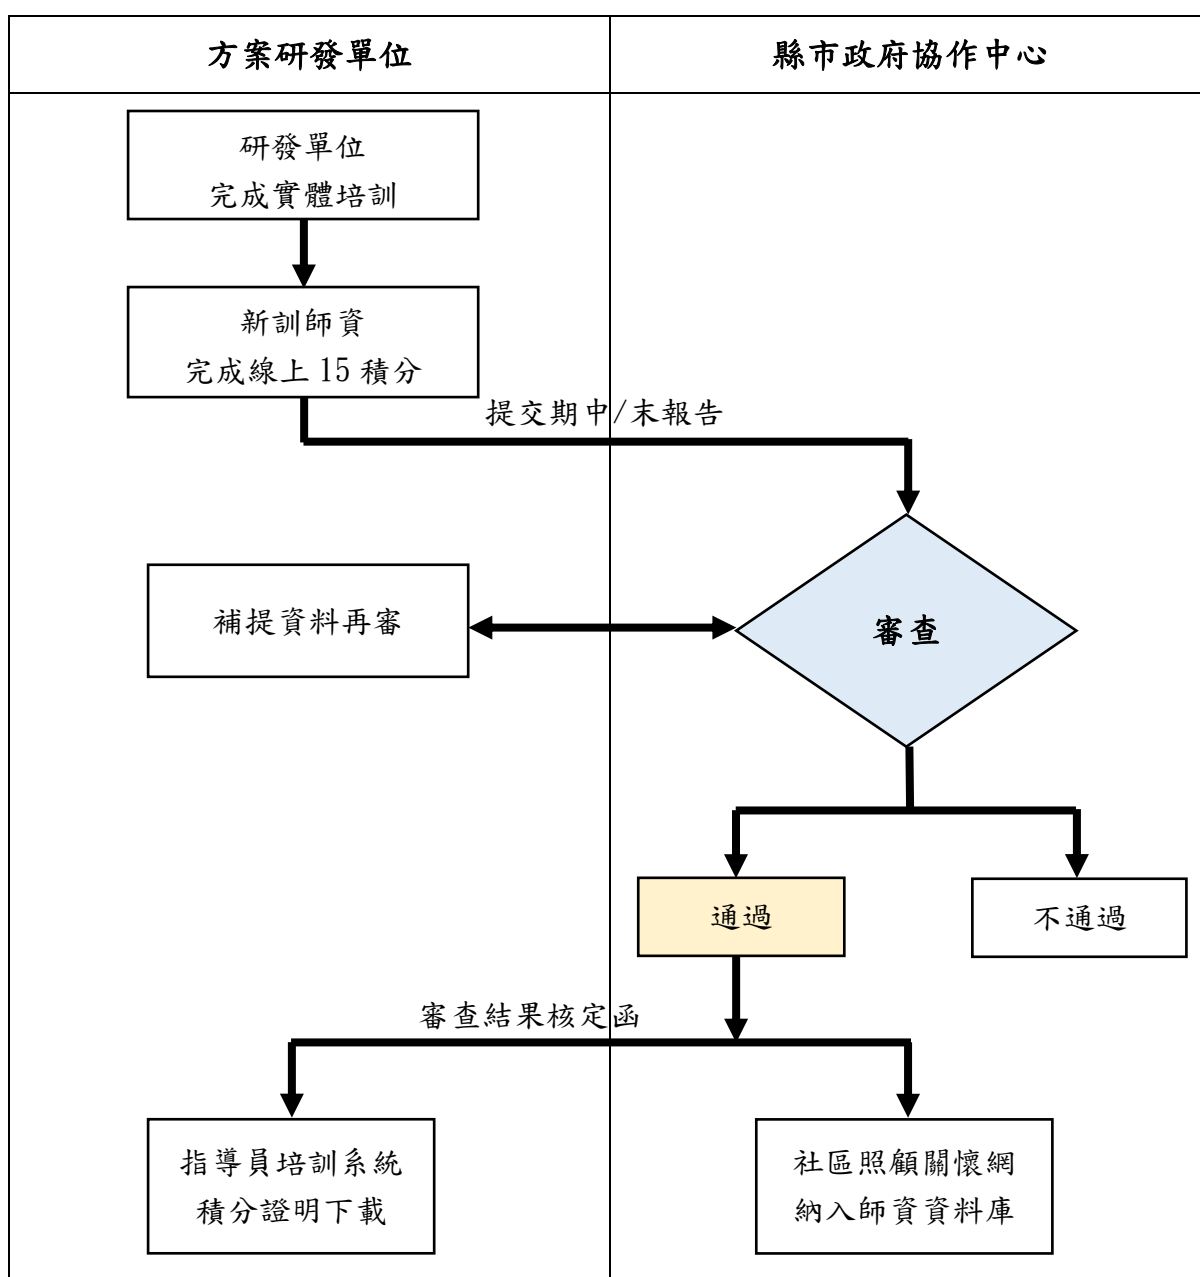 方案研發單位
縣市政府協作中心
研發單位
完成實體培訓
新訓師資
完成線上 15 積分
提交期中/末報告
補提資料再審
審查
通過
不通過
審查結果核定函
指導員培訓系統
積分證明下載
社區照顧關懷網
納入師資資料庫